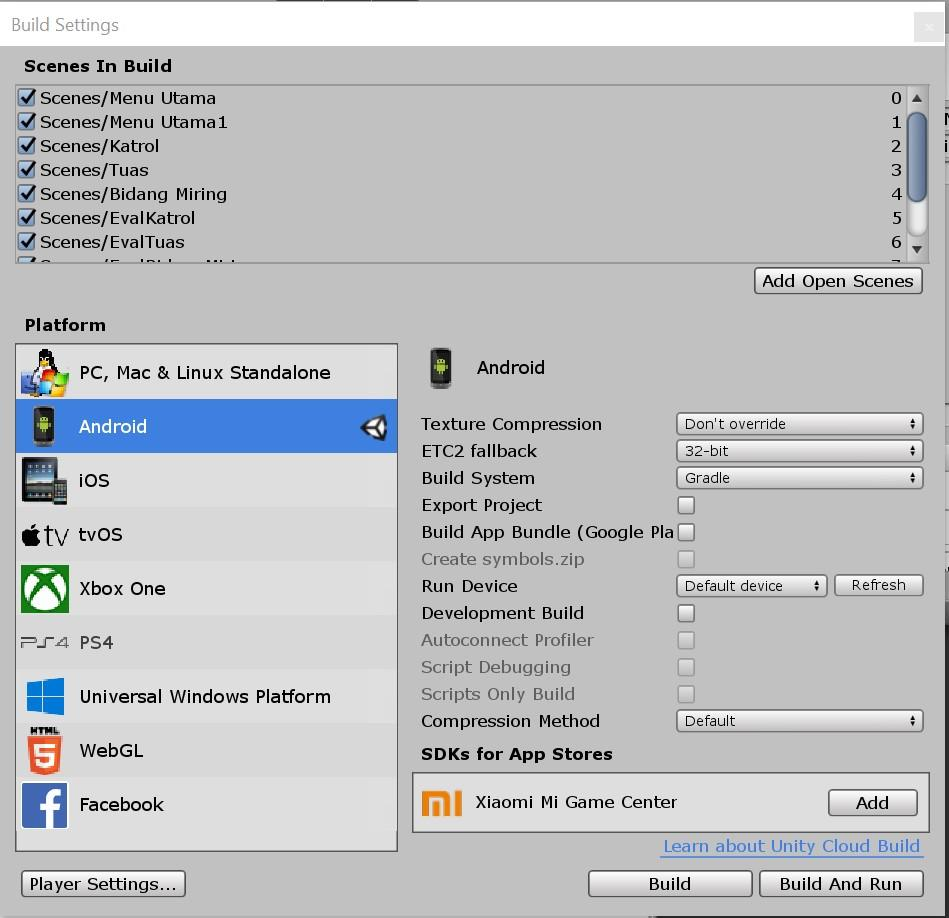 Build Settings
Scenes In Build
Scenes/Menu Utama 0
Scenes/Menu Utama1 1
Scenes/Katrol 2
Scenes/Tuas 3
Scenes/Bidang Miring 4
Scenes/EvalKatrol 5
Scenes/EvalTuas 6
Add Open Scenes
Platform
PC, Mac & Linux Standalone
Android
iOS
tv tvOS
Xbox One
PS4 PS4
Universal Windows Platform
HTML 5 WebGL
f Facebook
Android
Texture Compression Don't override
ETC2 fallback 32-bit
Build System Gradle
Export Project
Build App Bundle (Google Pla
Create symbols.zip
Run Device Default device Refresh
Development Build
Autoconnect Profiler
Script Debugging
Scripts Only Build
Compression Method Default
SDKs for App Stores
mi Xiaomi Mi Game Center Add
Learn about Unity Cloud Build
Player Settings... Build Build And Run